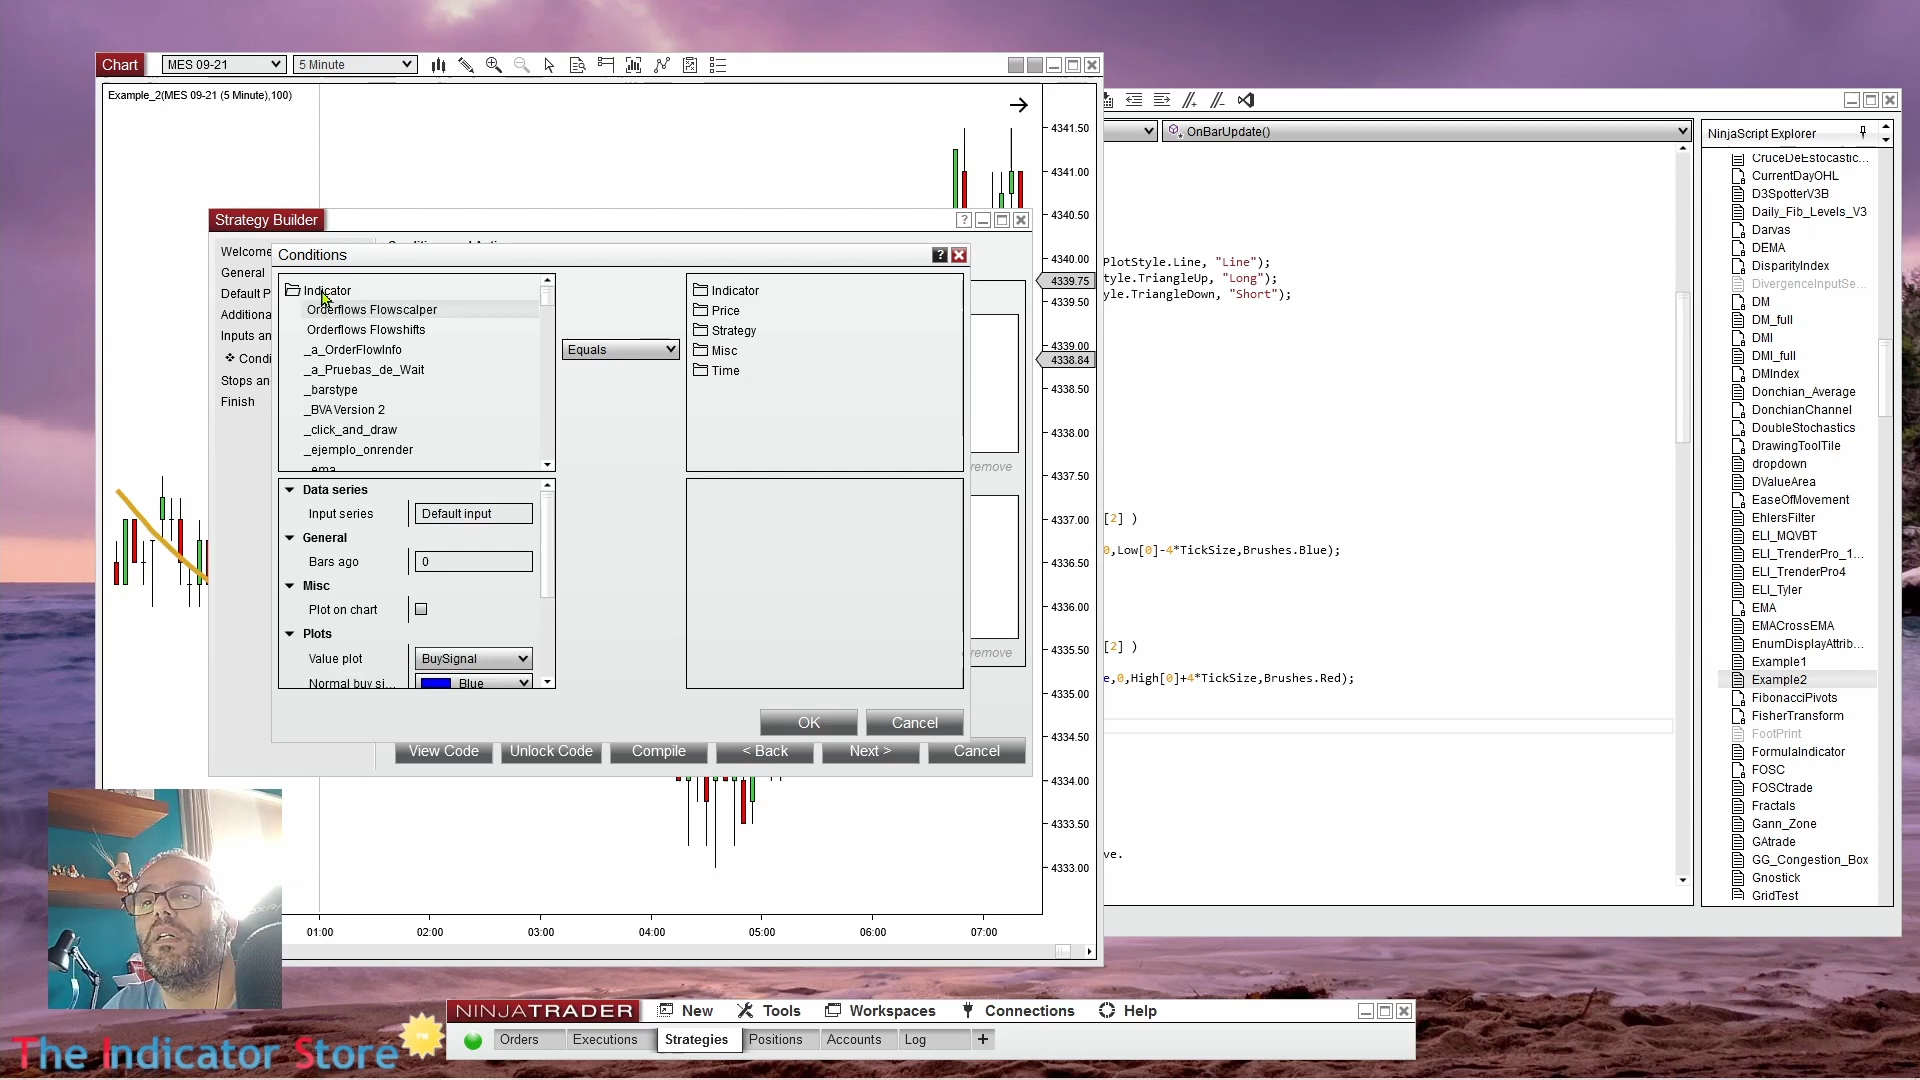 Chart
MES 09-21
5 Minute
Example_2(MES 09-21 (5 Minute),100)
4341.50
4341.00
4340.50
4340.00
4339.75
4339.50
4339.00
4338.84
4338.50
4338.00
4337.50
4337.00
4336.50
4336.00
4335.50
4335.00
4334.50
4334.00
4333.50
4333.00
01:00 02:00 03:00 04:00 05:00 06:00 07:00
Strategy Builder
Welcome
General
Default P
Additiona
Inputs an
Condi
Stops an
Finish
Conditions
Indicator
Orderflows Flowscalper
Orderflows Flowshifts
_a_OrderFlowInfo
_a_Pruebas_de_Wait
_barstype
_BVA Version 2
_click_and_draw
_ejemplo_onrender
_ema
Equals
Indicator
Price
Strategy
Misc
Time
Data series
Input series Default input
General
Bars ago 0
Misc
Plot on chart
Plots
Value plot BuySignal
Normal buy si... Blue
OK Cancel
remove
remove
View Code Unlock Code Compile < Back Next > Cancel
OnBarUpdate()
PlotStyle.Line, "Line");
tyle.TriangleUp, "Long");
yle.TriangleDown, "Short");
[2] )
0,Low[0]-4*TickSize,Brushes.Blue);
[2] )
e,0,High[0]+4*TickSize,Brushes.Red);
ve.
NinjaScript Explorer
CruceDeEstocastic...
CurrentDayOHL
D3SpotterV3B
Daily_Fib_Levels_V3
Darvas
DEMA
DisparityIndex
DivergenceInputSe...
DM
DM_full
DMI
DMI_full
DMIndex
Donchian_Average
DonchianChannel
DoubleStochastics
DrawingToolTile
dropdown
DValueArea
EaseOfMovement
EhlersFilter
ELI_MQVBT
ELI_TrenderPro_1...
ELI_TrenderPro4
ELI_Tyler
EMA
EMACrossEMA
EnumDisplayAttrib...
Example1
Example2
FibonacciPivots
FisherTransform
FootPrint
FormulaIndicator
FOSC
FOSCtrade
Fractals
Gann_Zone
GAtrade
GG_Congestion_Box
Gnostick
GridTest
NINJATRADER New Tools Workspaces Connections Help
Orders Executions Strategies Positions Accounts Log +
The Indicator Store